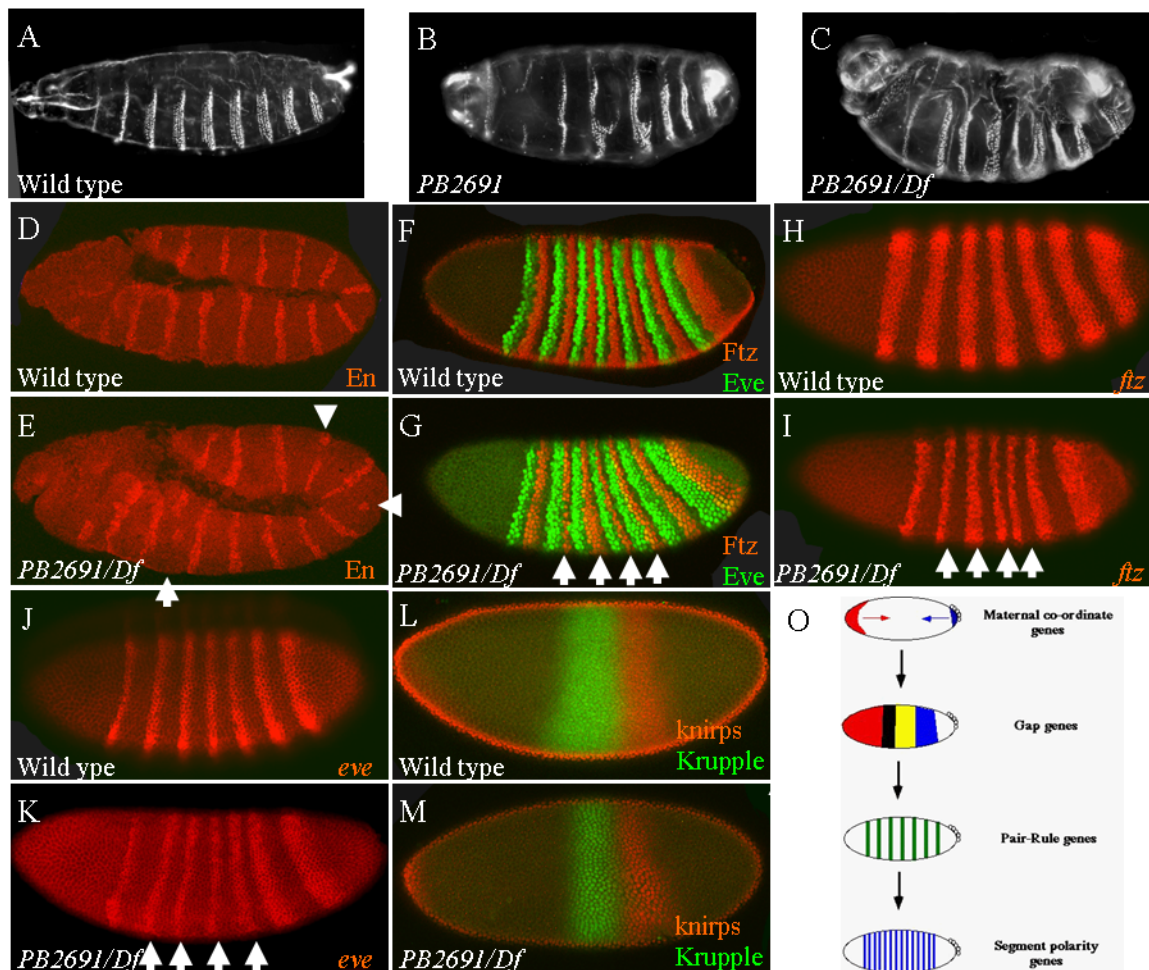 A
Wild type
B
PB2691
C
PB2691/Df
D
Wild type
En
F
Ftz
Eve
H
Wild type
ftz
E
PB2691/Df
En
G
PB2691/Df
Ftz
Eve
I
PB2691/Df
ftz
J
Wild ype
eve
L
knirps
Wild type
Krupple
K
PB2691/Df
eve
M
knirps
PB2691/Df
Krupple
O
Maternal co-ordinate
genes
Gap genes
Pair-Rule genes
Segment polarity
genes